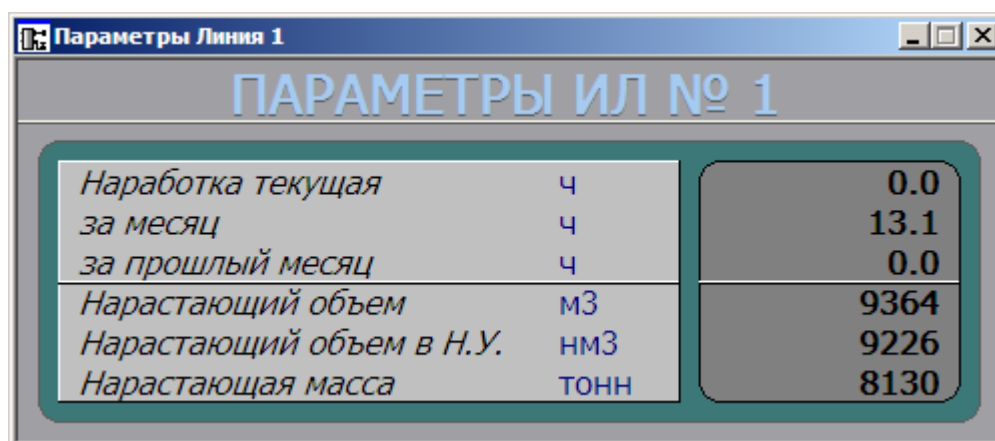 Параметры Линия 1
ПАРАМЕТРЫ ИЛ № 1
Наработка текущая ч 0.0
за месяц ч 13.1
за прошлый месяц ч 0.0
Нарастающий объем м3 9364
Нарастающий объем в Н.У. нм3 9226
Нарастающая масса тонн 8130